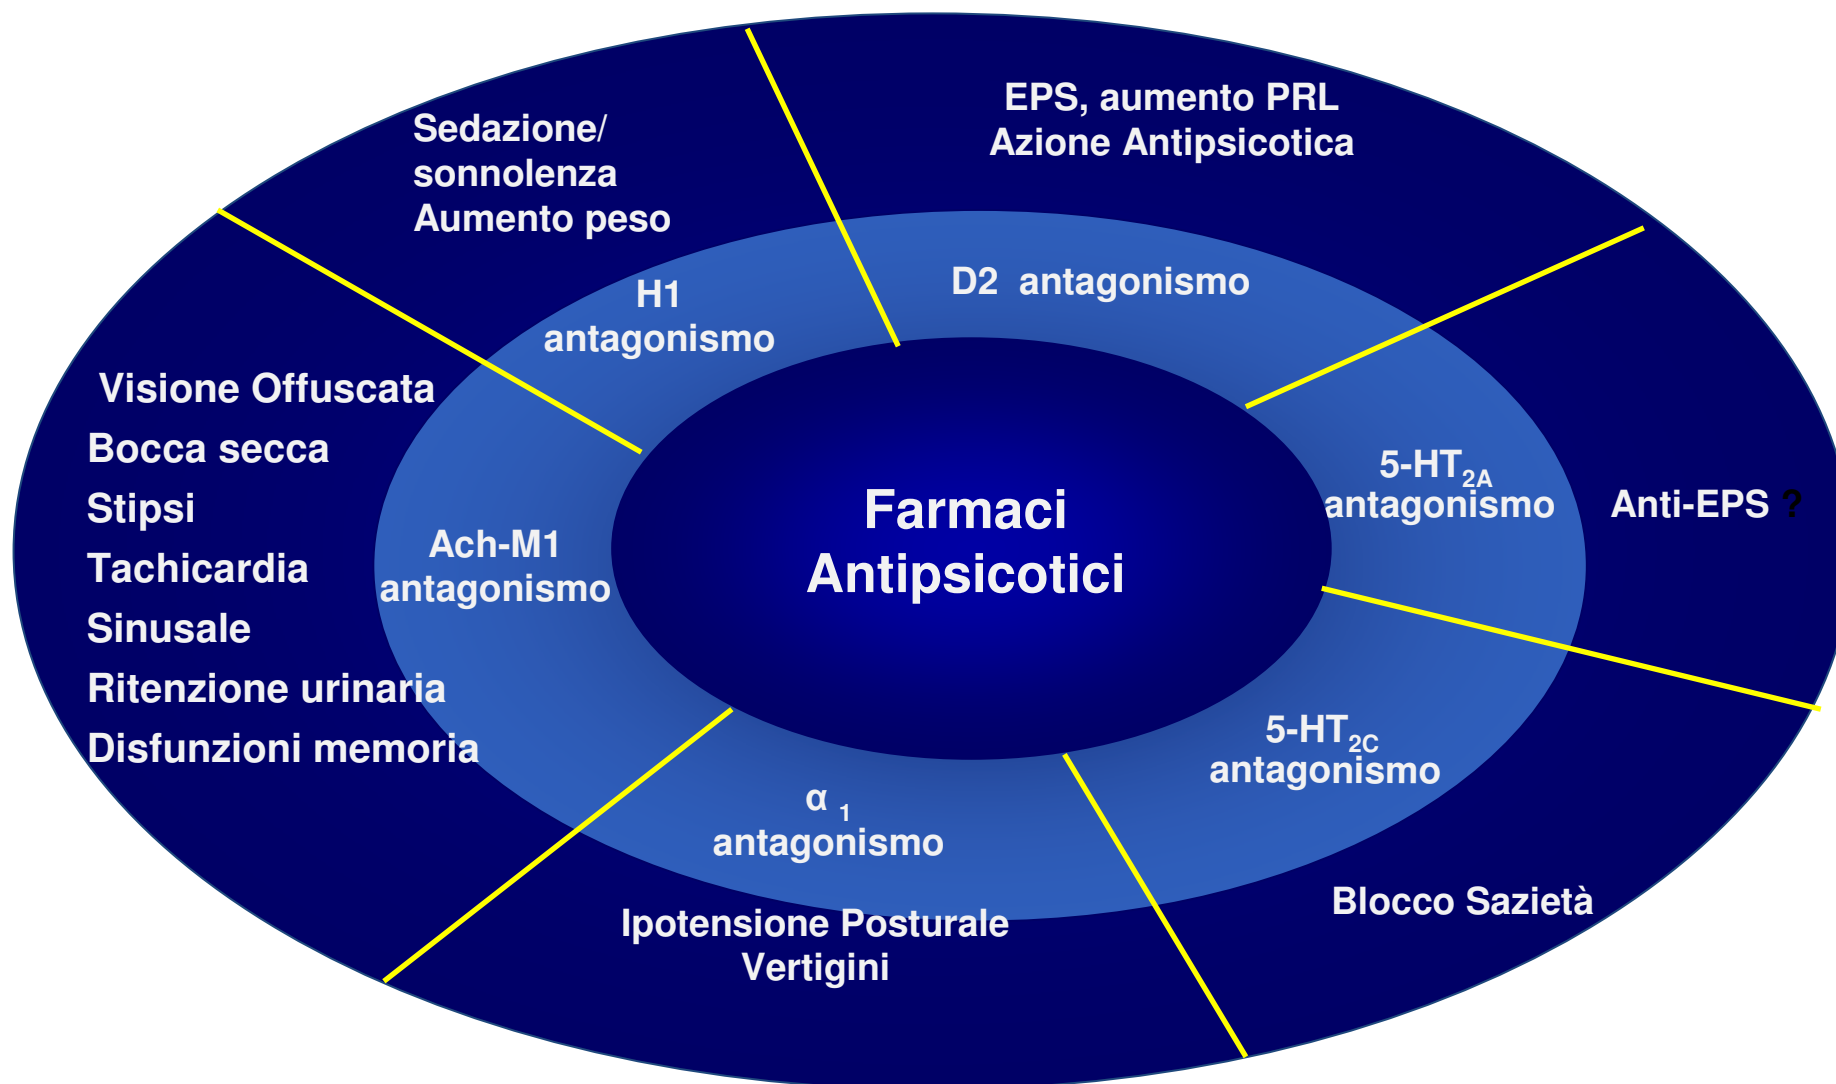 EPS, aumento PRL
Azione Antipsicotica
Sedazione/
sonnolenza
Aumento peso
D2 antagonismo
H1
antagonismo
Visione Offuscata
Bocca secca
Stipsi
Tachicardia
Sinusale
Ritenzione urinaria
Disfunzioni memoria
Ach-M1
antagonismo
Farmaci
Antipsicotici
5-HT2A
antagonismo
Anti-EPS ?
5-HT2C
antagonismo
α 1
antagonismo
Blocco Sazietà
Ipotensione Posturale
Vertigini